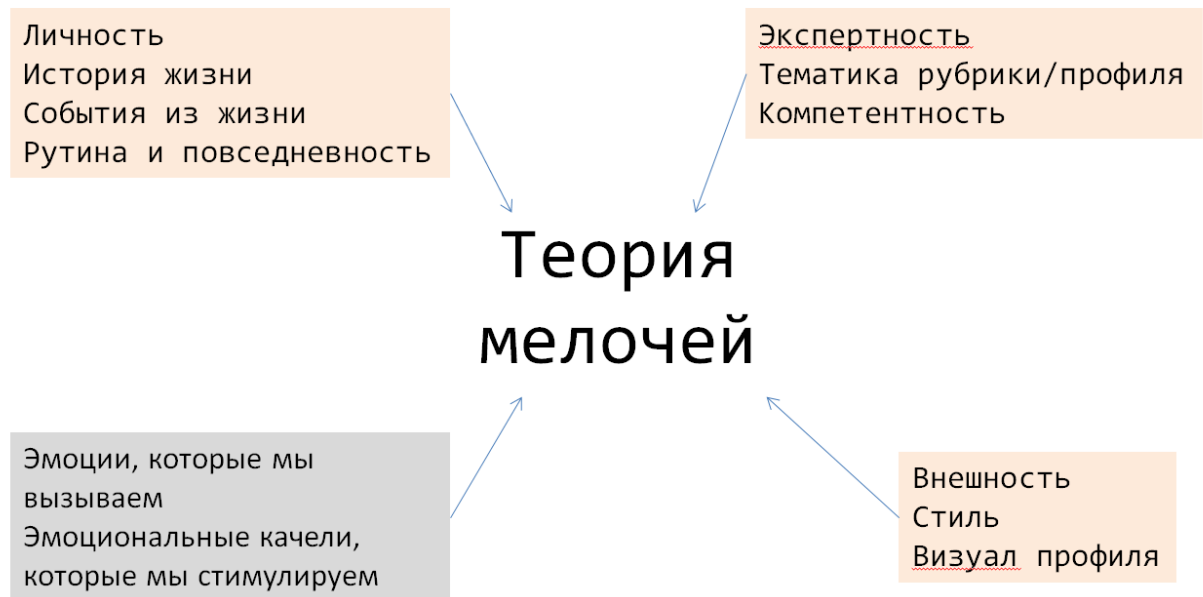 Личность
История жизни
События из жизни
Рутина и повседневность
Экспертность
Тематика рубрики/профиля
Компетентность
Теория
мелочей
Эмоции, которые мы
вызываем
Эмоциональные качели,
которые мы стимулируем
Внешность
Стиль
Визуал профиля